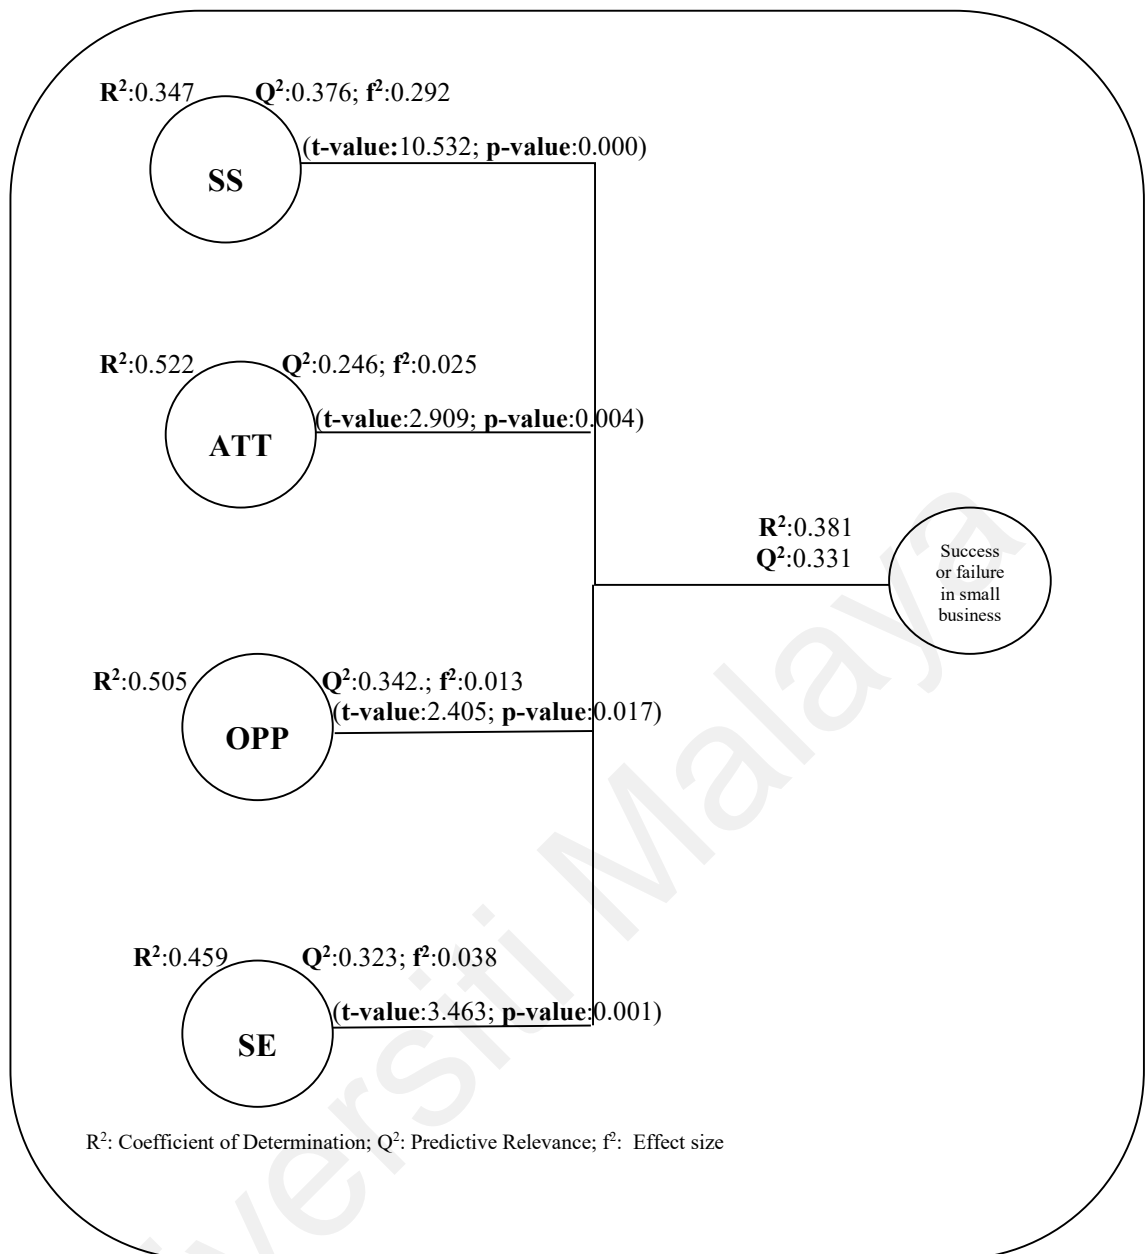 R²:0.347 Q²:0.376; f²:0.292
(t-value:10.532; p-value:0.000)
SS
R²:0.522 Q²:0.246; f²:0.025
(t-value:2.909; p-value:0.004)
ATT
R²:0.381
Q²:0.331
Success
or failure
in small
business
R²:0.505 Q²:0.342.; f²:0.013
(t-value:2.405; p-value:0.017)
OPP
R²:0.459 Q²:0.323; f²:0.038
(t-value:3.463; p-value:0.001)
SE
R²: Coefficient of Determination; Q²: Predictive Relevance; f²: Effect size
versiti Malaya